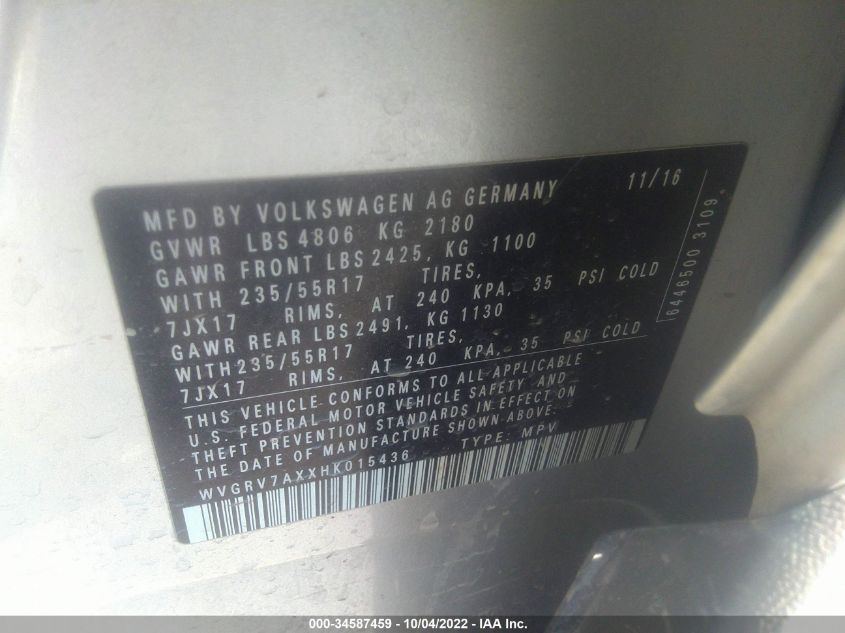 MFD BY VOLKSWAGEN AG GERMANY 11/16
GVWR LBS 4806 KG 2180
GAWR FRONT LBS 2425, KG 1100
WITH 235/55R17 TIRES,
7JX17 RIMS, AT 240 KPA, 35 PSI COLD
GAWR REAR LBS 2491, KG 1130
WITH 235/55R17 TIRES,
7JX17 RIMS, AT 240 KPA, 35 PSI COLD
THIS VEHICLE CONFORMS TO ALL APPLICABLE
U.S. FEDERAL MOTOR VEHICLE SAFETY AND
THEFT PREVENTION STANDARDS IN EFFECT ON
THE DATE OF MANUFACTURE SHOWN ABOVE.
WVGRV7AXXHK015436 TYPE: MPV
6446500 3109
000-34587459 - 10/04/2022 - IAA Inc.